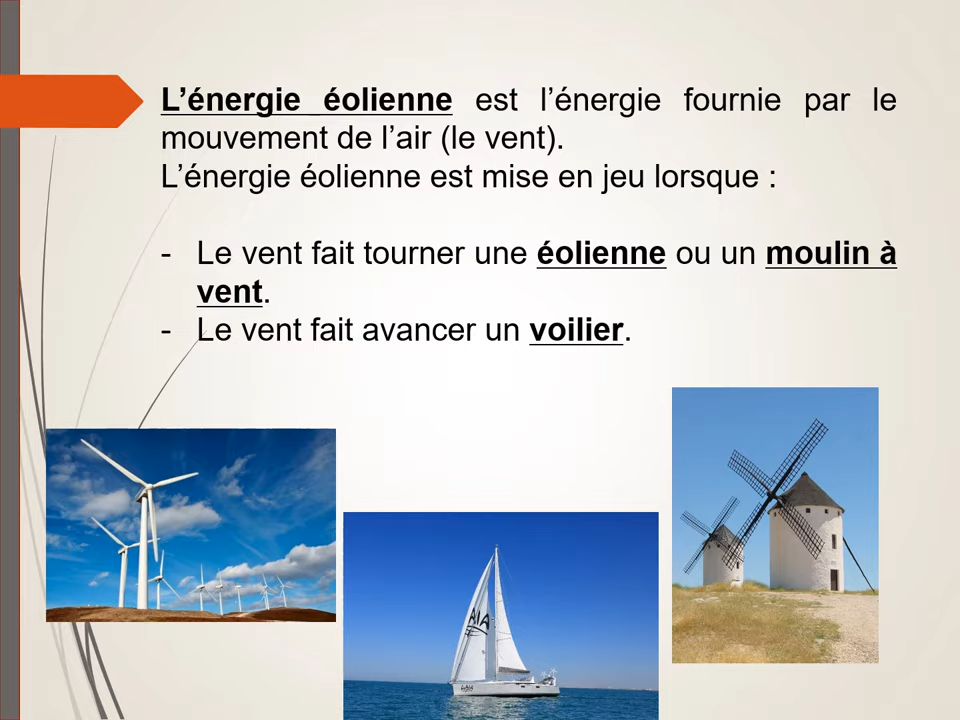 L’énergie éolienne est l’énergie fournie par le
mouvement de l’air (le vent).
L’énergie éolienne est mise en jeu lorsque :
- Le vent fait tourner une éolienne ou un moulin à
vent.
- Le vent fait avancer un voilier.